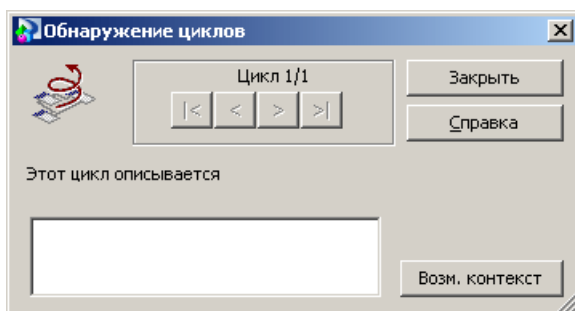 Обнаружение циклов
Цикл 1/1
|< < > >|
Закрыть
Справка
Этот цикл описывается
Возм. контекст